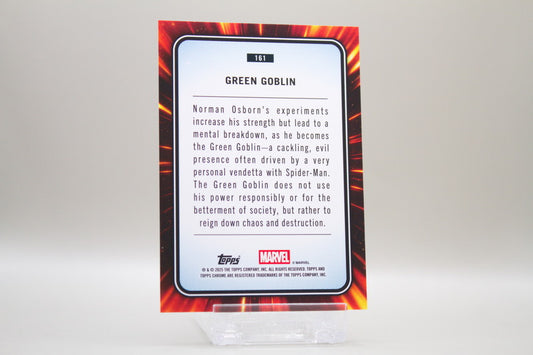 161
GREEN GOBLIN
Norman Osborn's experiments
increase his strength but lead to a
mental breakdown, as he becomes
the Green Goblin—a cackling, evil
presence often driven by a very
personal vendetta with Spider-Man.
The Green Goblin does not use
his power responsibly or for the
betterment of society, but rather to
reign down chaos and destruction.
Topps MARVEL
© MARVEL
® & © 2025 THE TOPPS COMPANY, INC. ALL RIGHTS RESERVED. TOPPS AND
TOPPS CHROME ARE REGISTERED TRADEMARKS OF THE TOPPS COMPANY, INC.